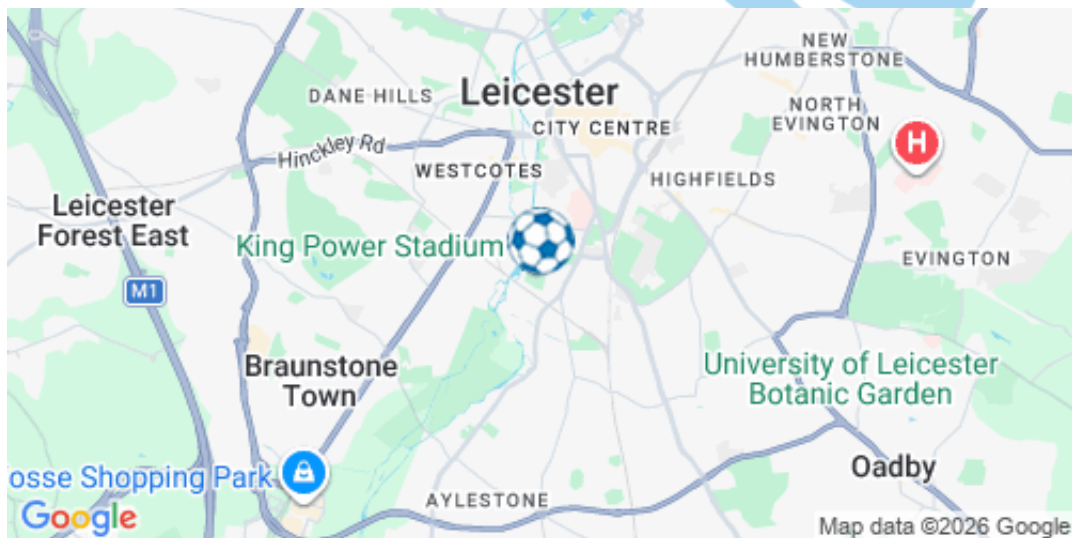 NEW
HUMBERSTONE
DANE HILLS
Leicester
NORTH
EVINGTON
CITY CENTRE
Hinckley Rd
H
WESTCOTES
HIGHFIELDS
Leicester
Forest East
King Power Stadium
EVINGTON
M1
Braunstone
Town
University of Leicester
Botanic Garden
Oadby
osse Shopping Park
AYLESTONE
Google
Map data ©2026 Google